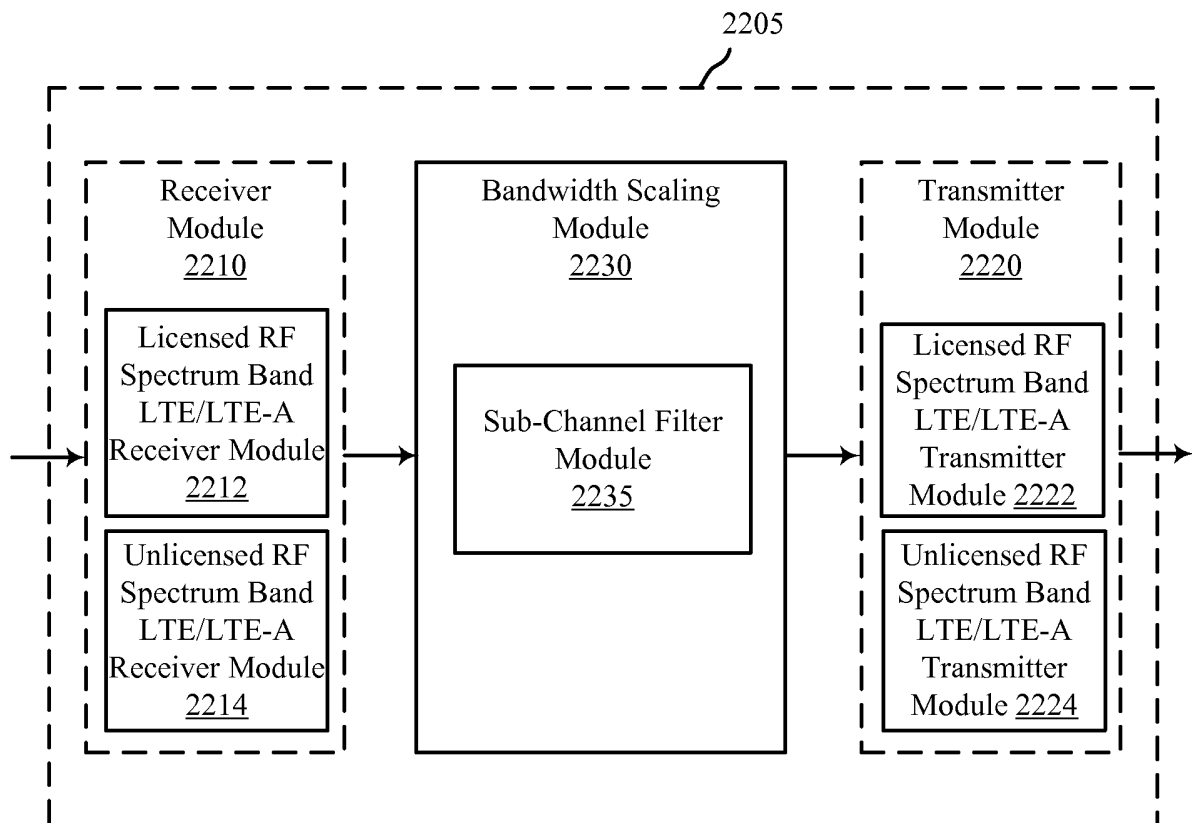 2205
Receiver
Module
2210
Licensed RF
Spectrum Band
LTE/LTE-A
Receiver Module
2212
Unlicensed RF
Spectrum Band
LTE/LTE-A
Receiver Module
2214
Bandwidth Scaling
Module
2230
Sub-Channel Filter
Module
2235
Transmitter
Module
2220
Licensed RF
Spectrum Band
LTE/LTE-A
Transmitter
Module 2222
Unlicensed RF
Spectrum Band
LTE/LTE-A
Transmitter
Module 2224